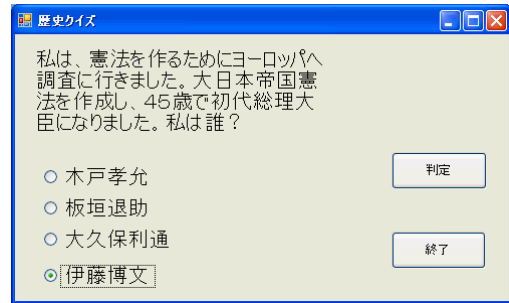 歴史クイズ
私は、憲法を作るためにヨーロッパへ
調査に行きました。大日本帝国憲
法を作成し、45歳で初代総理大
臣になりました。私は誰？
木戸孝允
板垣退助
大久保利通
伊藤博文
判定
終了